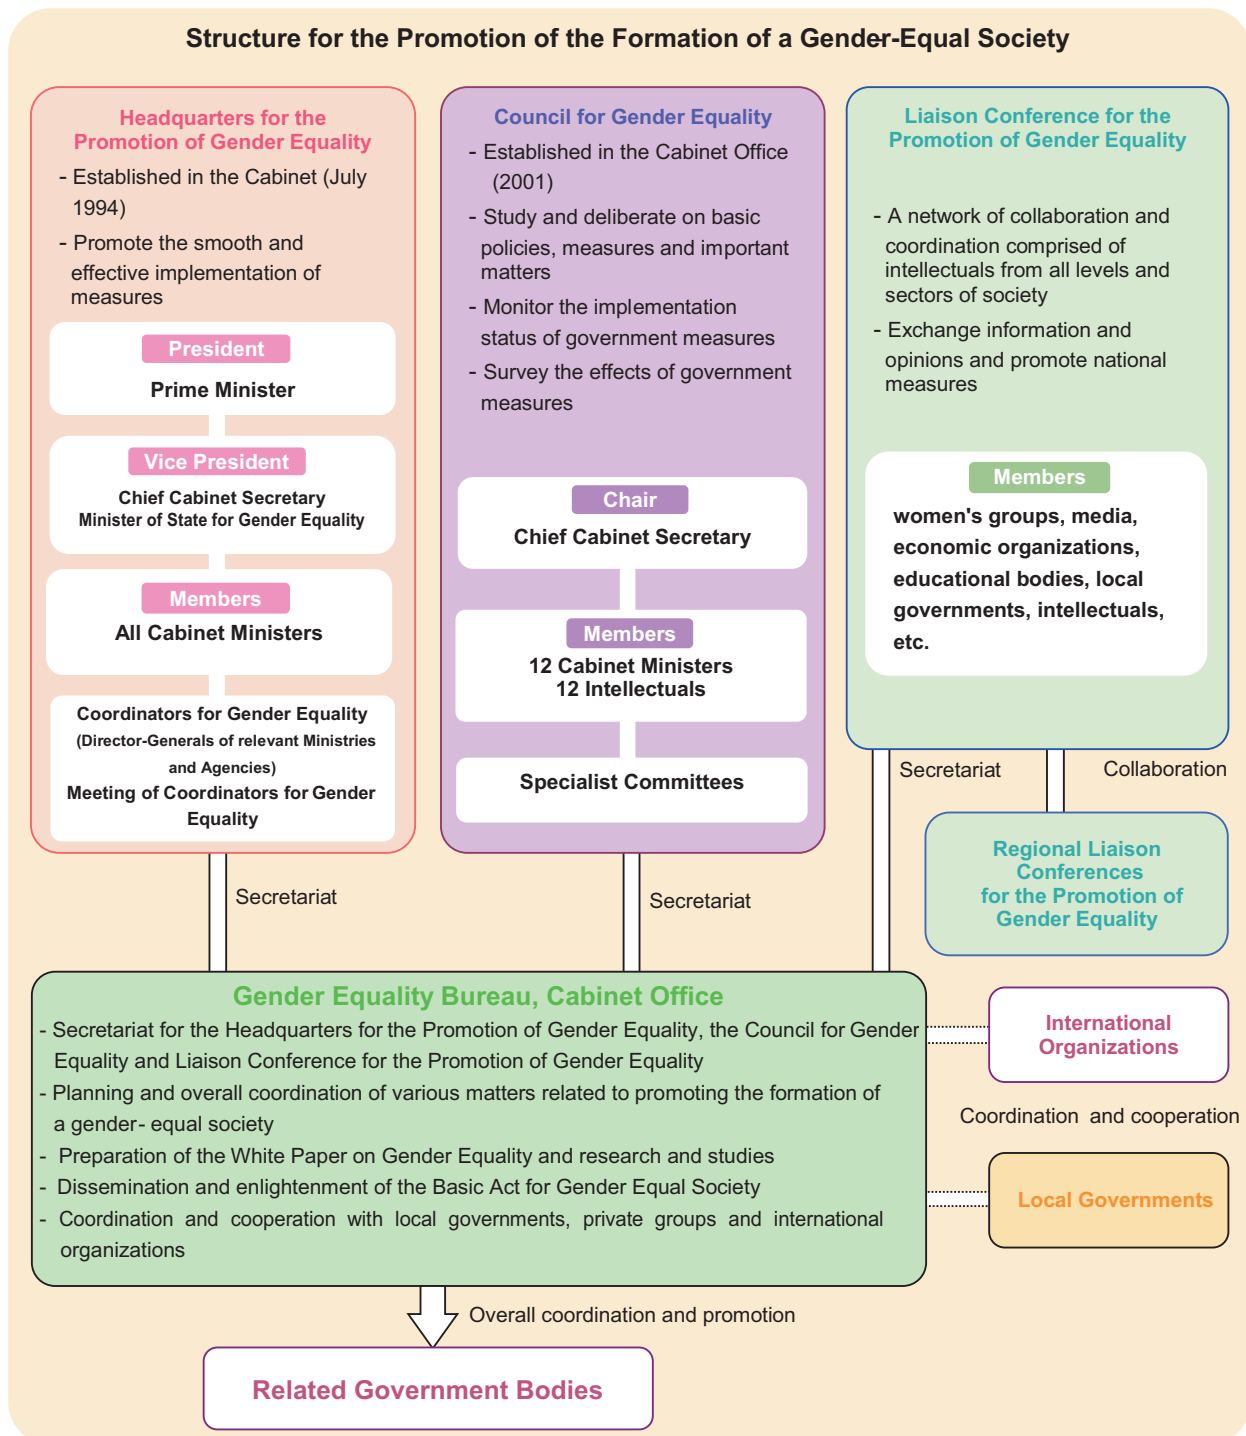 Structure for the Promotion of the Formation of a Gender-Equal Society
Headquarters for the
Promotion of Gender Equality
- Established in the Cabinet (July
1994)
- Promote the smooth and
effective implementation of
measures
President
Prime Minister
Vice President
Chief Cabinet Secretary
Minister of State for Gender Equality
Members
All Cabinet Ministers
Coordinators for Gender Equality
(Director-Generals of relevant Ministries
and Agencies)
Meeting of Coordinators for Gender
Equality
Secretariat
Council for Gender Equality
- Established in the Cabinet Office
(2001)
- Study and deliberate on basic
policies, measures and important
matters
- Monitor the implementation
status of government measures
- Survey the effects of government
measures
Chair
Chief Cabinet Secretary
Members
12 Cabinet Ministers
12 Intellectuals
Specialist Committees
Secretariat
Liaison Conference for the
Promotion of Gender Equality
- A network of collaboration and
coordination comprised of
intellectuals from all levels and
sectors of society
- Exchange information and
opinions and promote national
measures
Members
women's groups, media,
economic organizations,
educational bodies, local
governments, intellectuals,
etc.
Secretariat
Collaboration
Regional Liaison
Conferences
for the Promotion of
Gender Equality
Gender Equality Bureau, Cabinet Office
- Secretariat for the Headquarters for the Promotion of Gender Equality, the Council for Gender
Equality and Liaison Conference for the Promotion of Gender Equality
- Planning and overall coordination of various matters related to promoting the formation of
a gender- equal society
- Preparation of the White Paper on Gender Equality and research and studies
- Dissemination and enlightenment of the Basic Act for Gender Equal Society
- Coordination and cooperation with local governments, private groups and international
organizations
International
Organizations
Coordination and cooperation
Local Governments
Overall coordination and promotion
Related Government Bodies